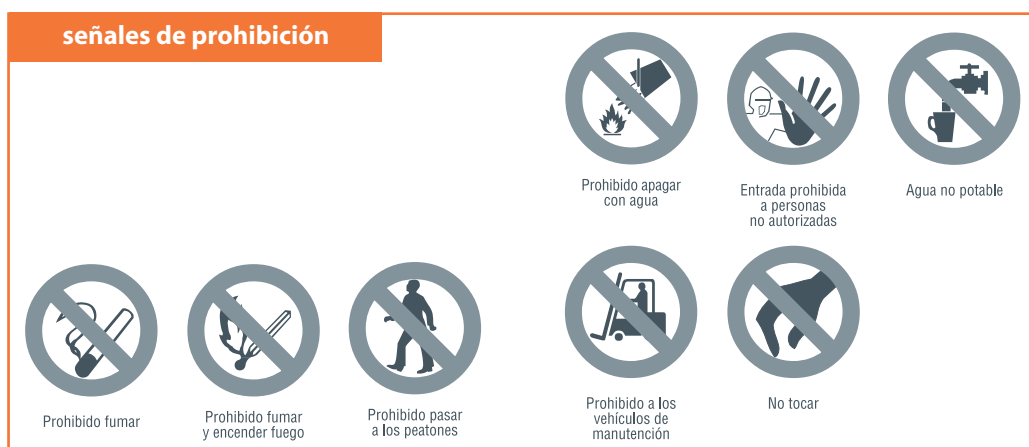 señales de prohibición
Prohibido apagar
con agua
Entrada prohibida
a personas
no autorizadas
Agua no potable
Prohibido fumar
Prohibido fumar
y encender fuego
Prohibido pasar
a los peatones
Prohibido a los
vehículos de
manutención
No tocar